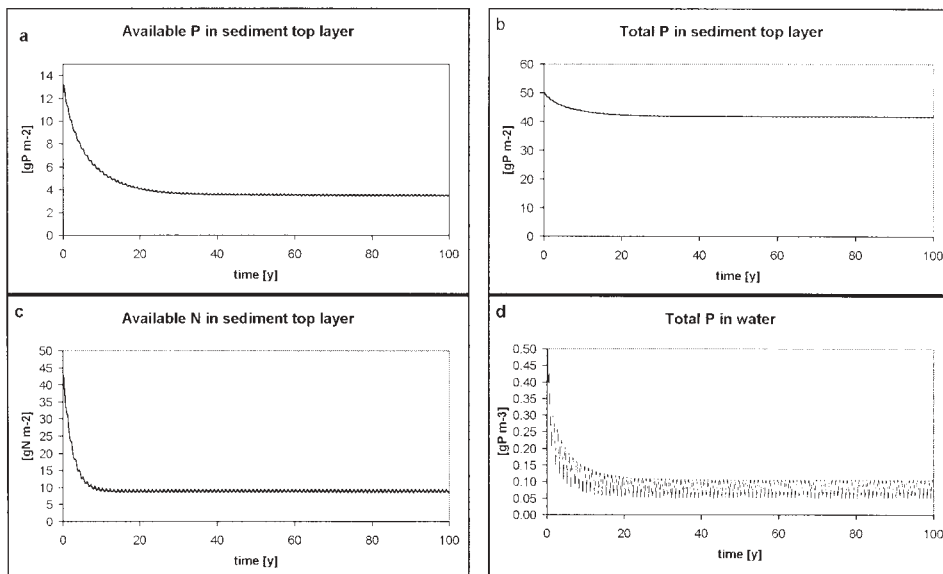 a
Available P in sediment top layer
14
12
10
8
6
4
2
0
[gP m-2]
0 20 40 60 80 100
time [y]
b
Total P in sediment top layer
60
50
40
30
20
10
0
[gP m-2]
0 20 40 60 80 100
time [y]
c
Available N in sediment top layer
50
45
40
35
30
25
20
15
10
5
0
[gN m-2]
0 20 40 60 80 100
time [y]
d
Total P in water
0.50
0.45
0.40
0.35
0.30
0.25
0.20
0.15
0.10
0.05
0.00
[gP m-3]
0 20 40 60 80 100
time [y]